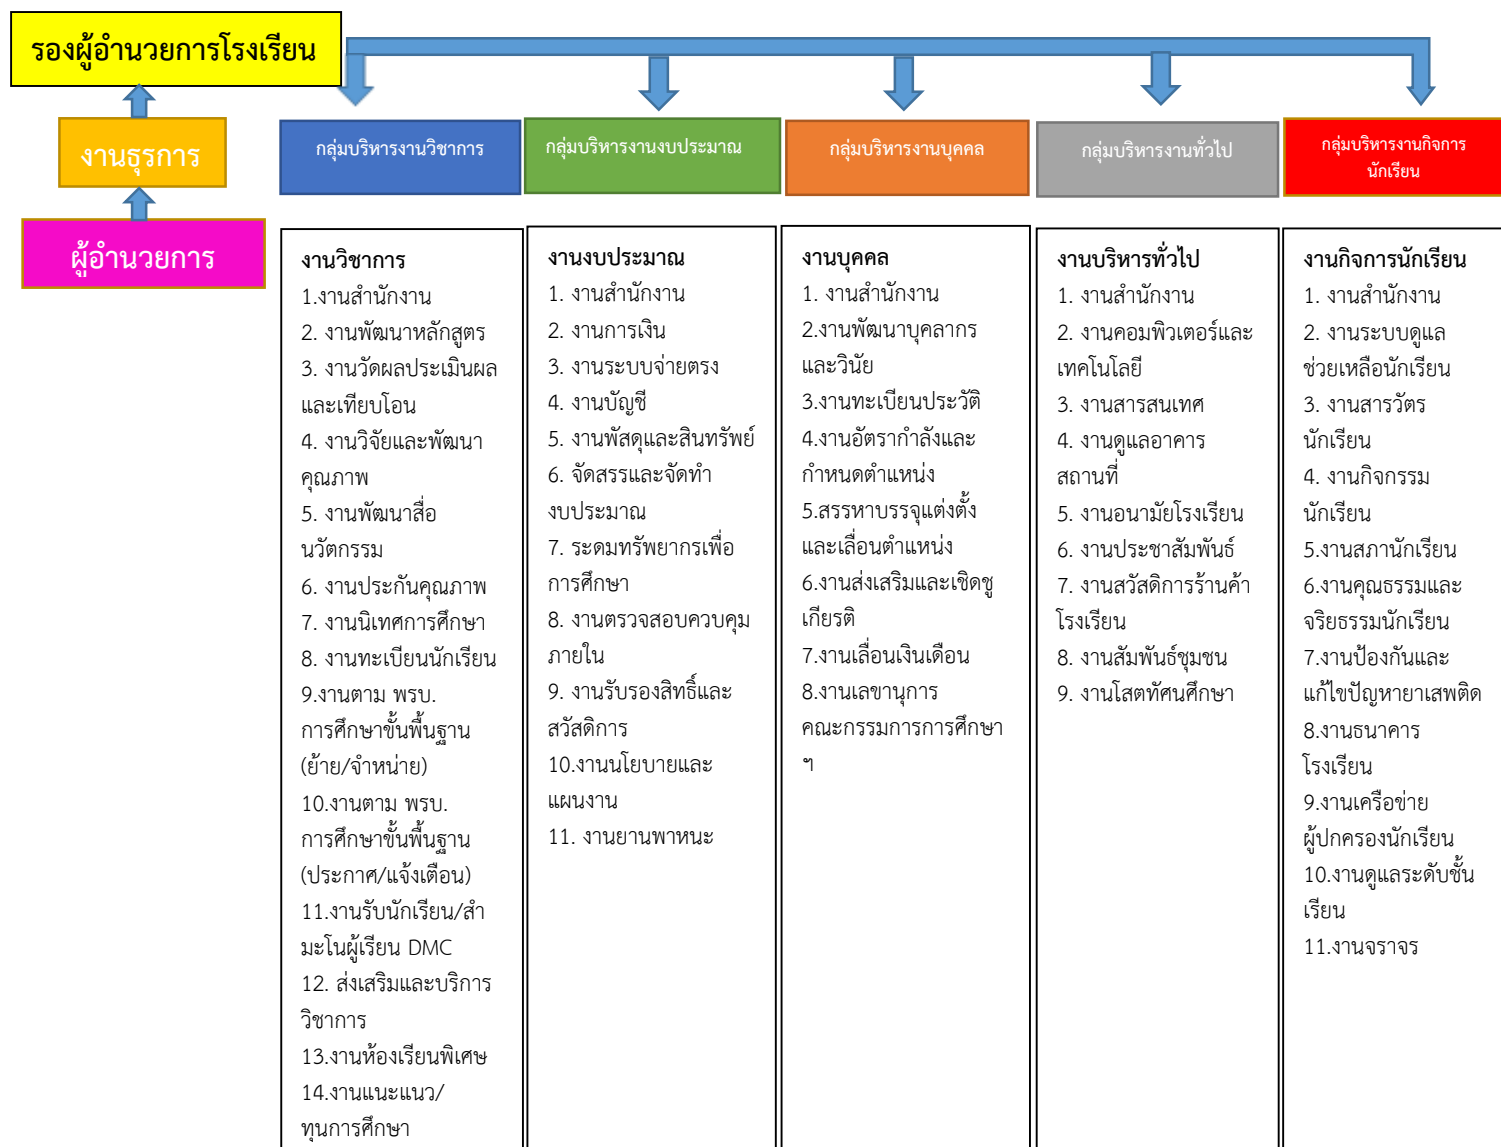 รองผู้อำนวยการโรงเรียน
งานธุรการ
ผู้อำนวยการ
กลุ่มบริหารงานวิชาการ
กลุ่มบริหารงานงบประมาณ
กลุ่มบริหารงานบุคคล
กลุ่มบริหารงานทั่วไป
กลุ่มบริหารงานกิจการ
นักเรียน
งานวิชาการ
1.งานสำนักงาน
2. งานพัฒนาหลักสูตร
3. งานวัดผลประเมินผล
และเทียบโอน
4. งานวิจัยและพัฒนา
คุณภาพ
5. งานพัฒนาสื่อ
นวัตกรรม
6. งานประกันคุณภาพ
7. งานนิเทศการศึกษา
8. งานทะเบียนนักเรียน
9.งานตาม พรบ.
การศึกษาขั้นพื้นฐาน
(ย้าย/จำหน่าย)
10.งานตาม พรบ.
การศึกษาขั้นพื้นฐาน
(ประกาศ/แจ้งเตือน)
11.งานรับนักเรียน/สำ
มะโนผู้เรียน DMC
12. ส่งเสริมและบริการ
วิชาการ
13.งานห้องเรียนพิเศษ
14.งานแนะแนว/
ทุนการศึกษา
งานงบประมาณ
1. งานสำนักงาน
2. งานการเงิน
3. งานระบบจ่ายตรง
4. งานบัญชี
5. งานพัสดุและสินทรัพย์
6. จัดสรรและจัดทำ
งบประมาณ
7. ระดมทรัพยากรเพื่อ
การศึกษา
8. งานตรวจสอบควบคุม
ภายใน
9. งานรับรองสิทธิ์และ
สวัสดิการ
10.งานนโยบายและ
แผนงาน
11. งานยานพาหนะ
งานบุคคล
1. งานสำนักงาน
2.งานพัฒนาบุคลากร
และวินัย
3.งานทะเบียนประวัติ
4.งานอัตรากำลังและ
กำหนดตำแหน่ง
5.สรรหาบรรจุแต่งตั้ง
และเลื่อนตำแหน่ง
6.งานส่งเสริมและเชิดชู
เกียรติ
7.งานเลื่อนเงินเดือน
8.งานเลขานุการ
คณะกรรมการการศึกษา
ฯ
งานบริหารทั่วไป
1. งานสำนักงาน
2. งานคอมพิวเตอร์และ
เทคโนโลยี
3. งานสารสนเทศ
4. งานดูแลอาคาร
สถานที่
5. งานอนามัยโรงเรียน
6. งานประชาสัมพันธ์
7. งานสวัสดิการร้านค้า
โรงเรียน
8. งานสัมพันธ์ชุมชน
9. งานโสตทัศนศึกษา
งานกิจการนักเรียน
1. งานสำนักงาน
2. งานระบบดูแล
ช่วยเหลือนักเรียน
3. งานสารวัตร
นักเรียน
4. งานกิจกรรม
นักเรียน
5.งานสภานักเรียน
6.งานคุณธรรมและ
จริยธรรมนักเรียน
7.งานป้องกันและ
แก้ไขปัญหายาเสพติด
8.งานธนาคาร
โรงเรียน
9.งานเครือข่าย
ผู้ปกครองนักเรียน
10.งานดูแลระดับชั้น
เรียน
11.งานจราจร